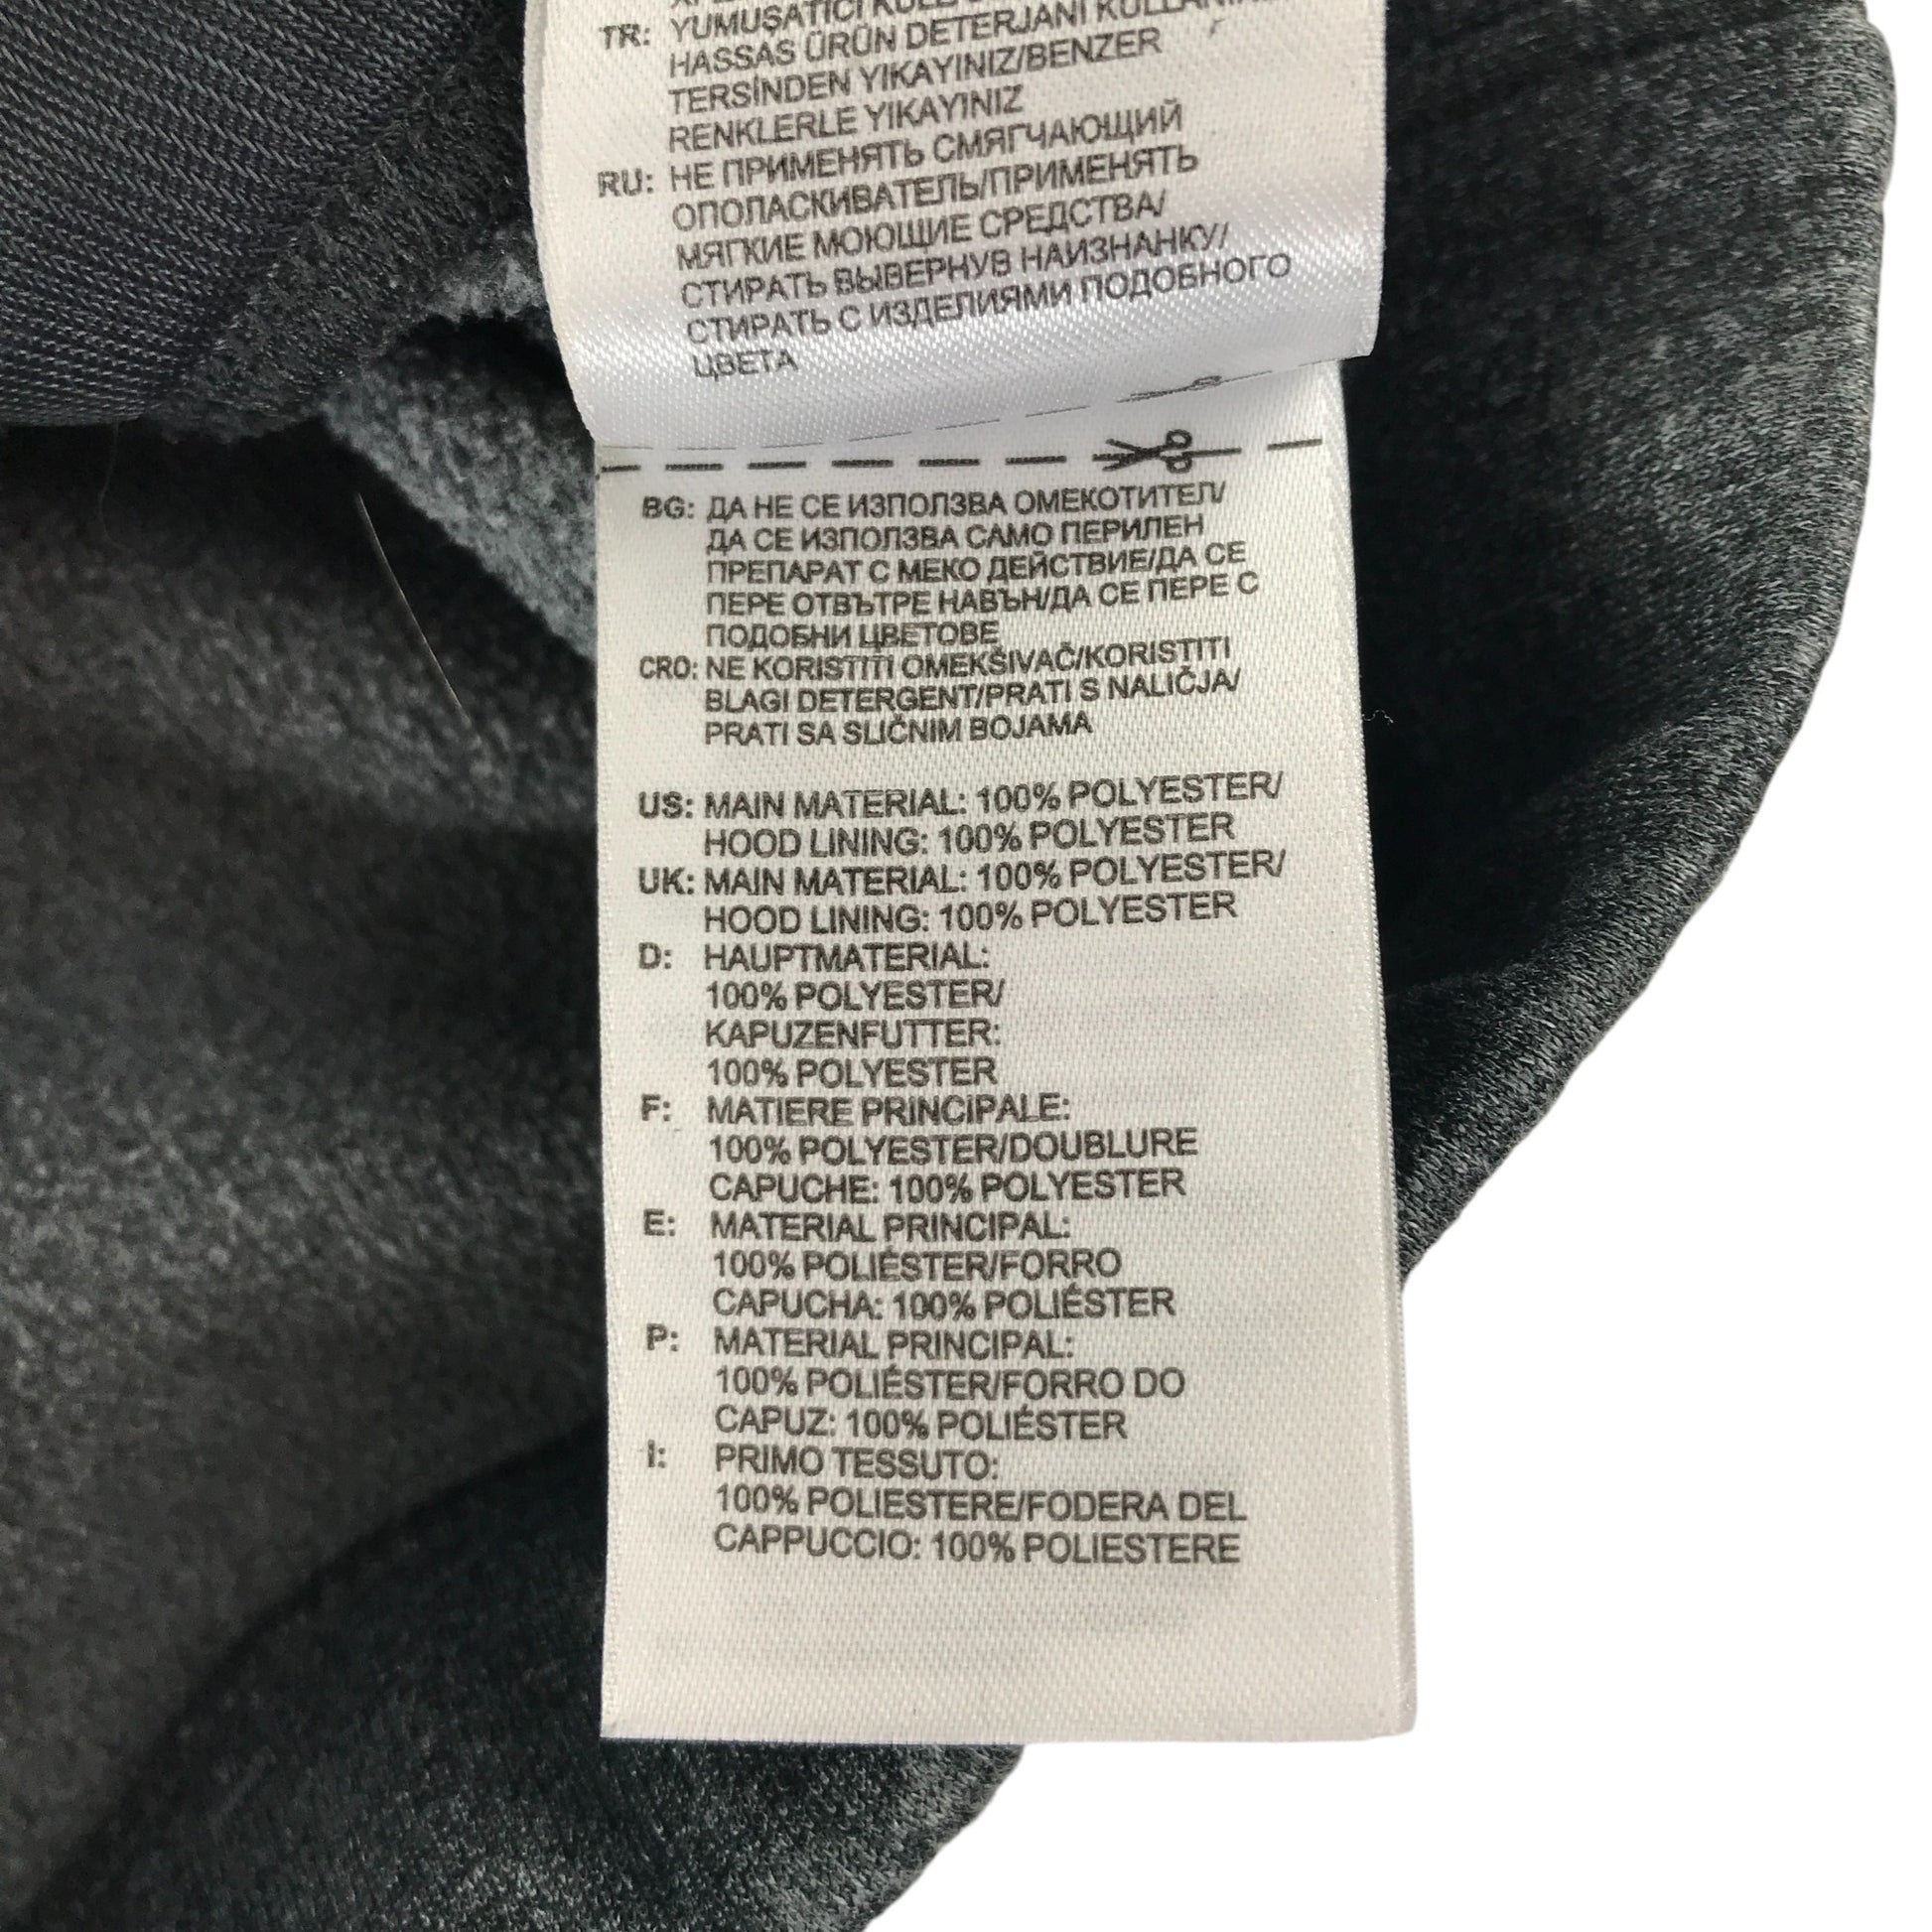 TR: YUMUŞATICI
HASSAS ÜRÜN DETERJANI
TERSİNDEN YIKAYINIZ/BENZER
RENKLERLE YIKAYINIZ
RU: НЕ ПРИМЕНЯТЬ СМЯГЧАЮЩИЙ
ОПОЛАСКИВАТЕЛЬ/ПРИМЕНЯТЬ
МЯГКИЕ МОЮЩИЕ СРЕДСТВА/
СТИРАТЬ ВЫВЕРНУВ НАИЗНАНКУ/
СТИРАТЬ С ИЗДЕЛИЯМИ ПОДОБНОГО
ЦВЕТА
BG: ДА НЕ СЕ ИЗПОЛЗВА ОМЕКОТИТЕЛ/
ДА СЕ ИЗПОЛЗВА САМО ПЕРИЛЕН
ПРЕПАРАТ С МЕКО ДЕЙСТВИЕ/ДА СЕ
ПЕРЕ ОТВЪТРЕ НАВЪН/ДА СЕ ПЕРЕ С
ПОДОБНИ ЦВЕТОВЕ
CRO: NE KORISTITI OMEKŠIVAČ/KORISTITI
BLAGI DETERGENT/PRATI S NALIČJA/
PRATI SA SLIČNIM BOJAMA
US: MAIN MATERIAL: 100% POLYESTER/
HOOD LINING: 100% POLYESTER
UK: MAIN MATERIAL: 100% POLYESTER/
HOOD LINING: 100% POLYESTER
D: HAUPTMATERIAL:
100% POLYESTER/
KAPUZENFUTTER:
100% POLYESTER
F: MATIERE PRINCIPALE:
100% POLYESTER/DOUBLURE
CAPUCHE: 100% POLYESTER
E: MATERIAL PRINCIPAL:
100% POLIÉSTER/FORRO
CAPUCHA: 100% POLIÉSTER
P: MATERIAL PRINCIPAL:
100% POLIÉSTER/FORRO DO
CAPUZ: 100% POLIÉSTER
I: PRIMO TESSUTO:
100% POLIESTERE/FODERA DEL
CAPPUCCIO: 100% POLIESTERE